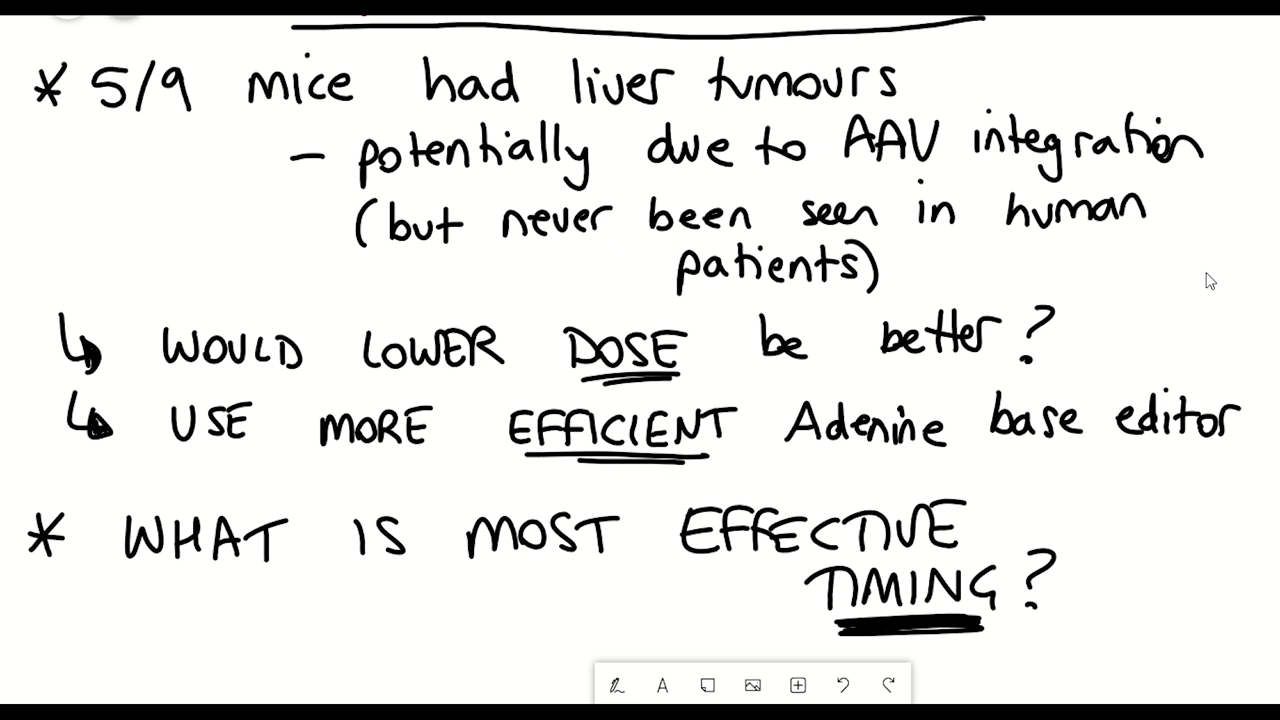 * 5/9 mice had liver tumours
- potentially due to AAV integration
(but never been seen in human
patients)
↳ WOULD LOWER DOSE be better?
↳ USE MORE EFFICIENT Adenine base editor
* WHAT IS MOST EFFECTIVE
TIMING?
A